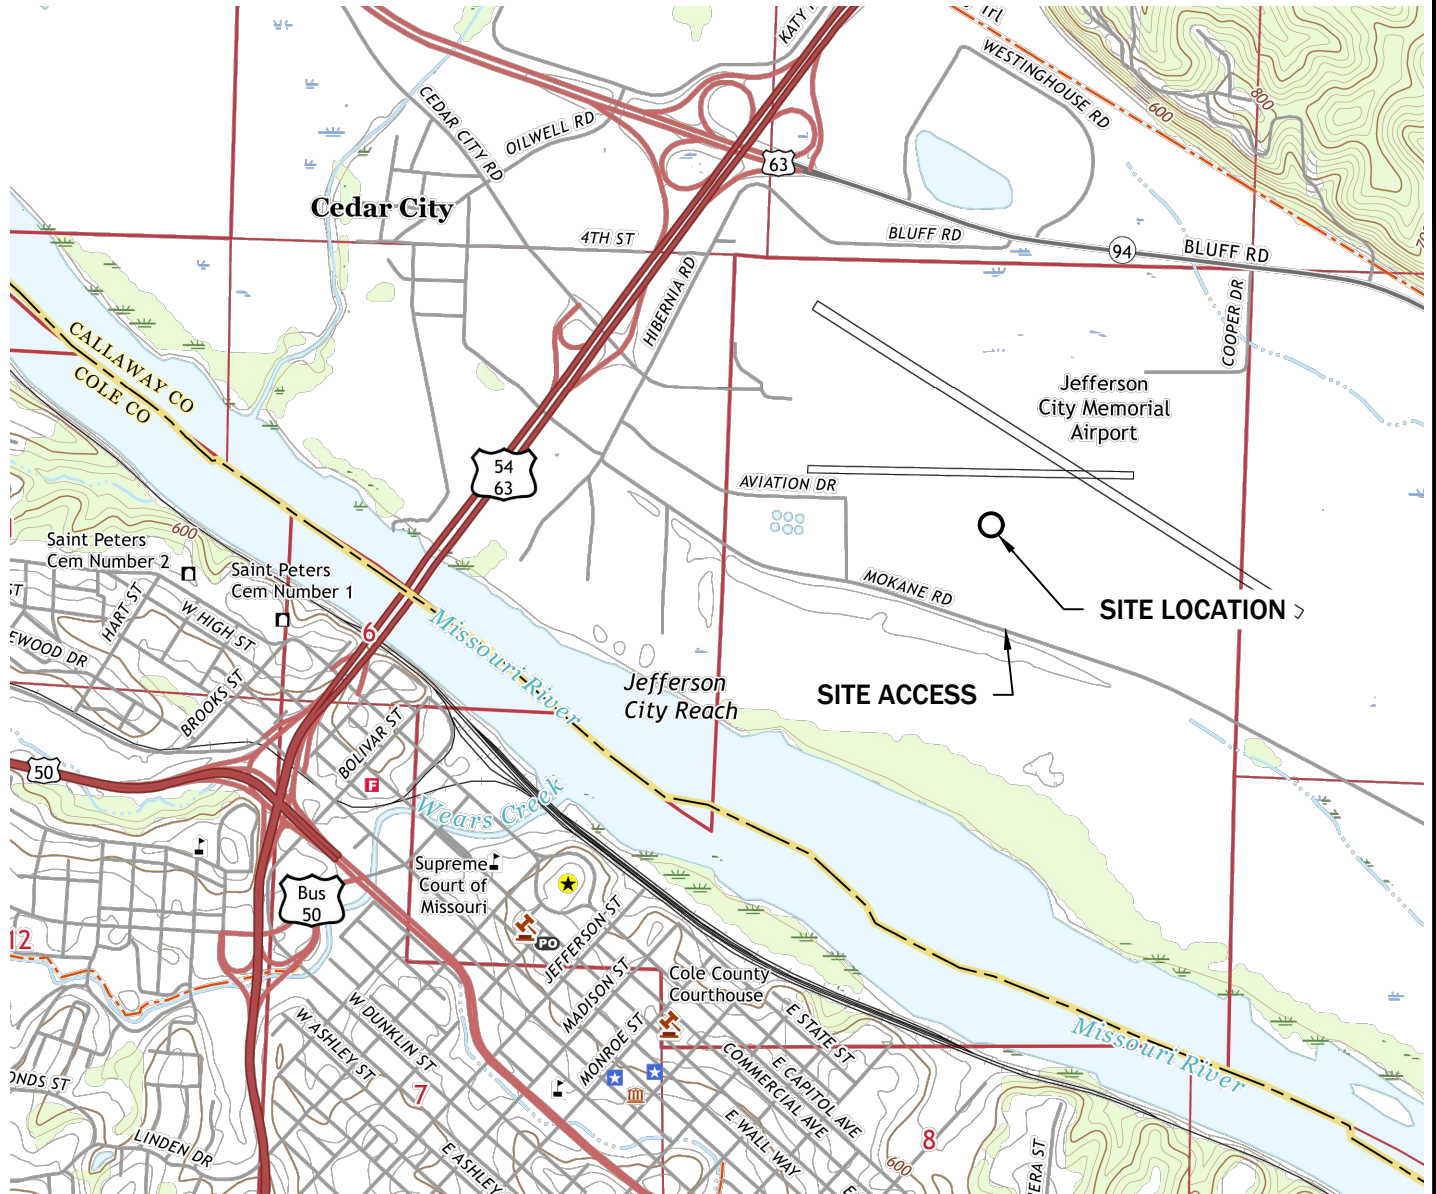 KATY
WESTINGHOUSE RD
600
800
CEDAR CITY RD
OILWELL RD
63
Cedar City
4TH ST
HIBERNIA RD
BLUFF RD
94
BLUFF RD
COOPER DR
CALLAWAY CO
COLE CO
Jefferson
City Memorial
Airport
54
63
AVIATION DR
600
Saint Peters
Cem Number 2
Saint Peters
Cem Number 1
ST
HART ST
W HIGH ST
EWOOD DR
BROOKS ST
6
MOKANE RD
SITE LOCATION
SITE ACCESS
Missouri River
Jefferson
City Reach
BOLIVAR ST
50
F
Wears Creek
Supreme
Court of
Missouri
Bus
50
12
PO
JEFFERSON ST
MADISON ST
MONROE ST
Cole County
Courthouse
W DUNKLIN ST
W ASHLEY ST
E STATE ST
E CAPITOL AVE
COMMERCIAL AVE
E WALL WAY
Missouri River
ONDS ST
7
LINDEN DR
E ASHLEY
8
600
ERA ST